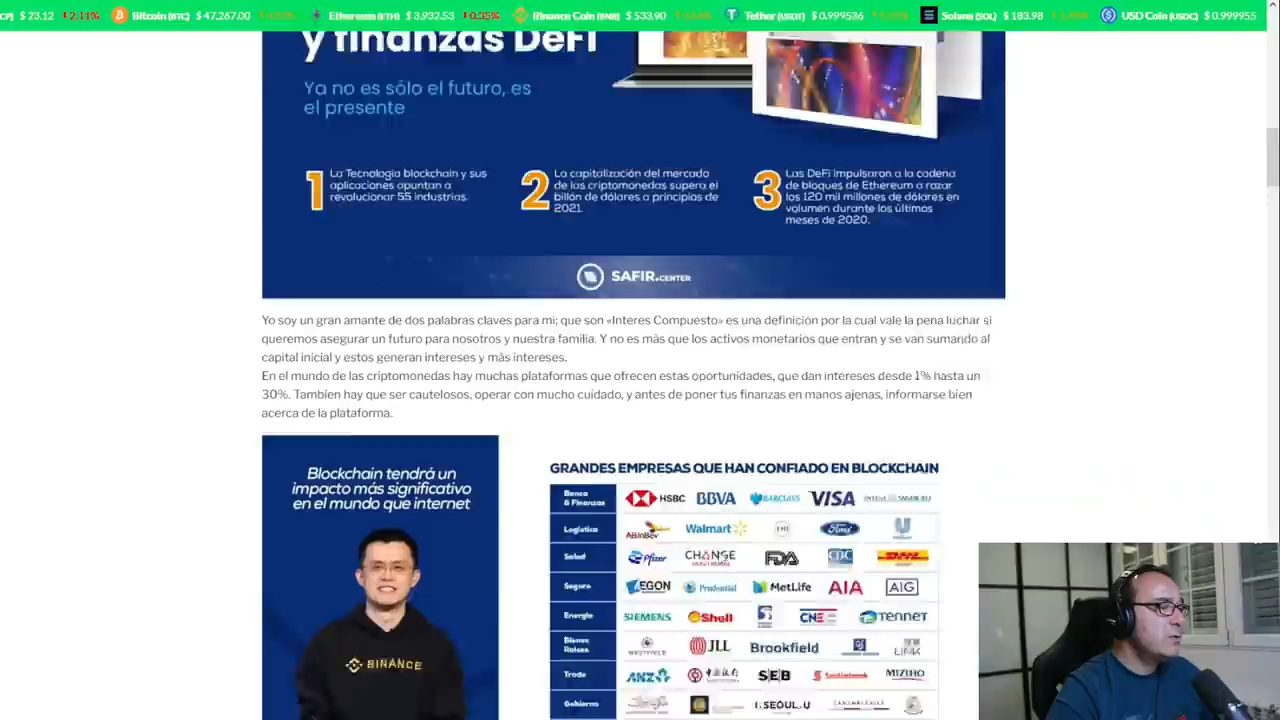 $ 23.12 2.11% Bitcoin (BTC) $ 47,267.00 Ethereum (ETH) $ 3,932.53 0.35% Binance Coin (BNB) $ 533.90 Tether (USDT) $ 0.999536 Solana (SOL) $ 183.98 USD Coin (USDC) $ 0.999955
y finanzas DeFi
Ya no es sólo el futuro, es
el presente
1 La Tecnología blockchain y sus
aplicaciones apuntan a
revolucionar 55 industrias.
2 La capitalización del mercado
de las criptomonedas supera el
billón de dólares a principios de
2021.
3 Las DeFi impulsaron a la cadena
de bloques de Ethereum a rozar
los 120 mil millones de dólares en
volumen durante los últimos
meses de 2020.
SAFIR.CENTER
Yo soy un gran amante de dos palabras claves para mi; que son «Interes Compuesto» es una definición por la cual vale la pena luchar si
queremos asegurar un futuro para nosotros y nuestra familia. Y no es más que los activos monetarios que entran y se van sumando al
capital inicial y estos generan intereses y más intereses.
En el mundo de las criptomonedas hay muchas plataformas que ofrecen estas oportunidades, que dan intereses desde 1% hasta un
30%. Tambien hay que ser cautelosos, operar con mucho cuidado, y antes de poner tus finanzas en manos ajenas, informarse bien
acerca de la plataforma.
Blockchain tendrá un
impacto más significativo
en el mundo que internet
BINANCE
GRANDES EMPRESAS QUE HAN CONFIADO EN BLOCKCHAIN
Banca
& Finanzas HSBC BBVA BARCLAYS VISA
Logística ABInBev Walmart Ford
Salud Pfizer CHANGE FDA CDC DHL
Seguro AEGON Prudential MetLife AIA AIG
Energía SIEMENS Shell CNE TenneT
Bienes
Raíces JLL Brookfield LINK
Trade ANZ SEB Scotiabank MIZUHO
Gobierno I.SEOUL.U